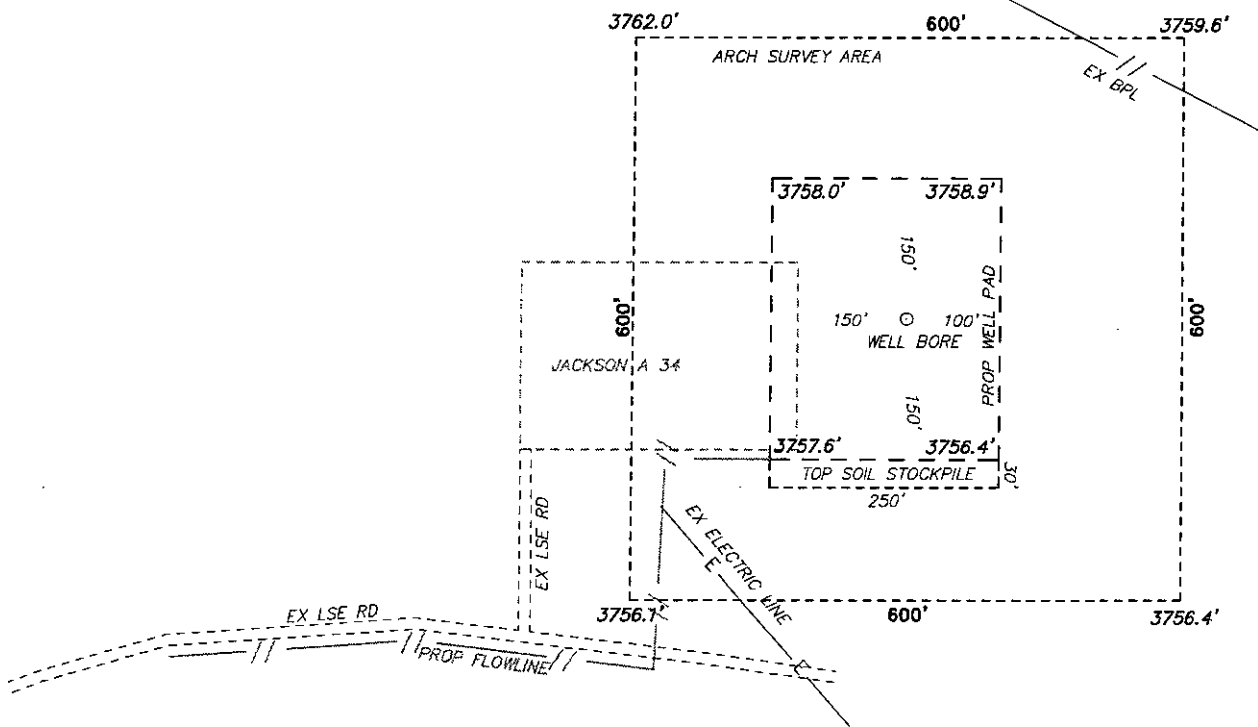 3762.0' 600' 3759.6'
ARCH SURVEY AREA
EX BPL
3758.0' 3758.9'
150'
600' 150' WELL BORE 100' PROP WELL PAD 600'
JACKSON A 34
150'
3757.6' 3756.4'
TOP SOIL STOCKPILE 30'
250'
EX LSE RD
EX ELECTRIC LINE
E
3756.1' 600' 3756.4'
EX LSE RD
PROP FLOWLINE
E